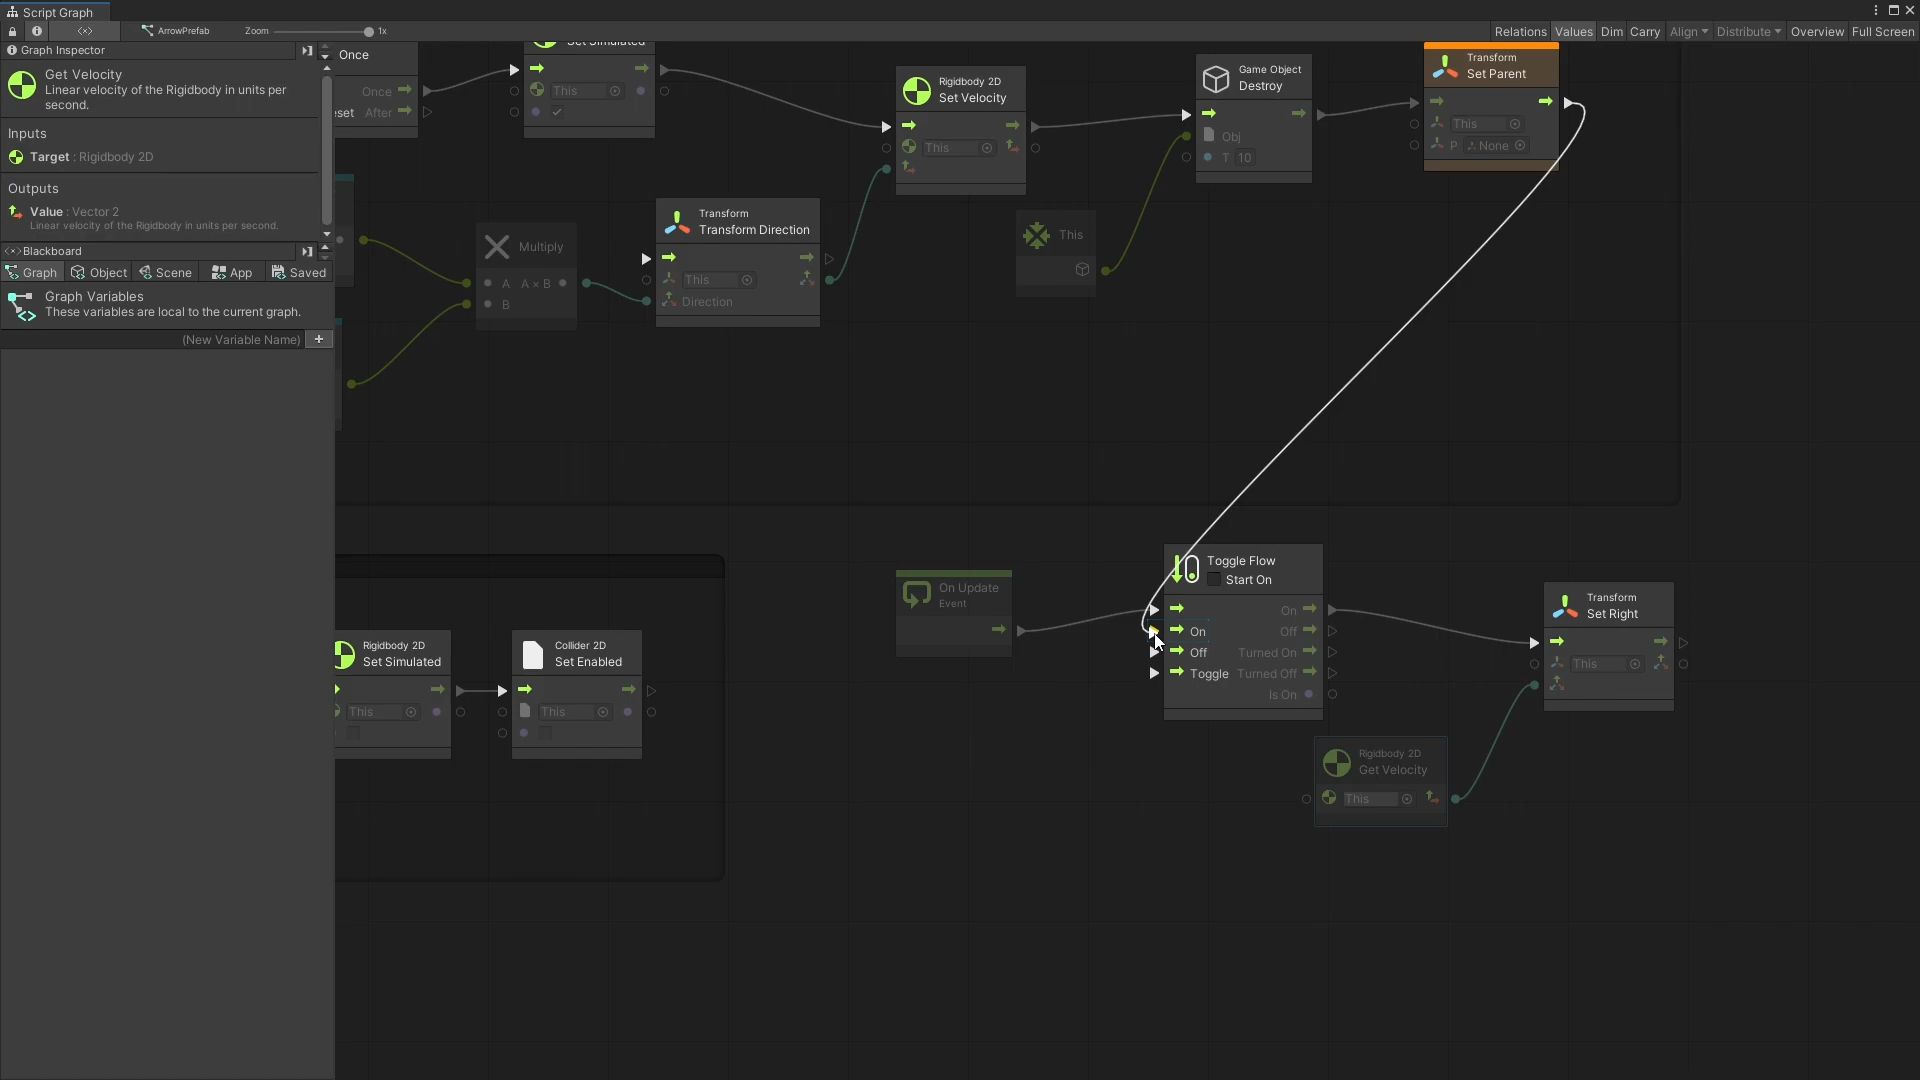 Script Graph
ArrowPrefab
Zoom
1x
Relations
Values
Dim
Carry
Align
Distribute
Overview
Full Screen
Graph Inspector
Get Velocity
Linear velocity of the Rigidbody in units per
second.
Inputs
Target : Rigidbody 2D
Outputs
Value : Vector 2
Linear velocity of the Rigidbody in units per second.
Blackboard
Graph
Object
Scene
App
Saved
Graph Variables
These variables are local to the current graph.
(New Variable Name)
+
Once
Once
eset
After
Set Simulated
This
Rigidbody 2D
Set Velocity
This
Game Object
Destroy
Obj
T 10
Transform
Set Parent
This
P None
Multiply
A
A × B
B
Transform
Transform Direction
This
Direction
This
On Update
Event
Toggle Flow
Start On
On
On
Off
Off
Turned On
Toggle
Turned Off
Is On
Transform
Set Right
This
Rigidbody 2D
Get Velocity
This
Rigidbody 2D
Set Simulated
This
Collider 2D
Set Enabled
This